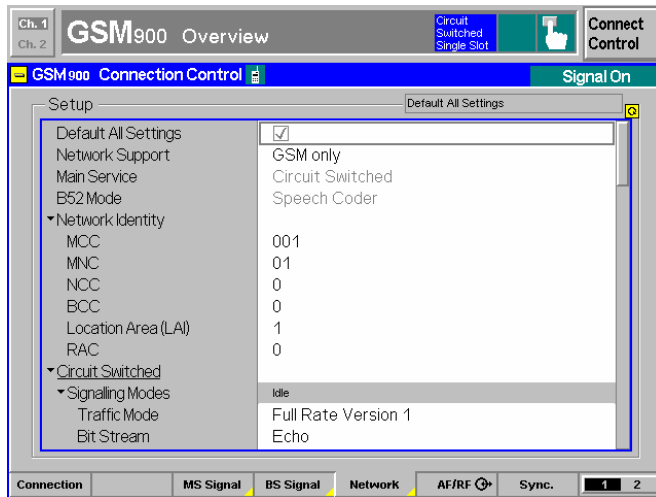 Ch. 1
Ch. 2
GSM900 Overview
Circuit
Switched
Single Slot
Connect
Control
GSM 900 Connection Control
Signal On
Setup
Default All Settings
Default All Settings
Network Support GSM only
Main Service Circuit Switched
B52 Mode Speech Coder
Network Identity
MCC 001
MNC 01
NCC 0
BCC 0
Location Area (LAI) 1
RAC 0
Circuit Switched
Signalling Modes Idle
Traffic Mode Full Rate Version 1
Bit Stream Echo
Connection MS Signal BS Signal Network AF/RF Sync. 1 2